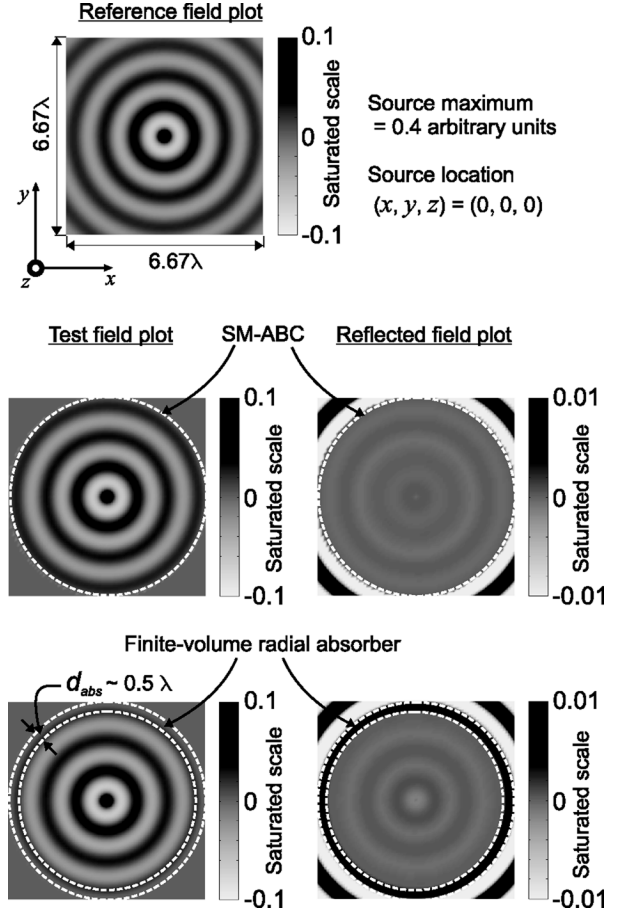 Reference field plot
0.1
0
-0.1
Saturated scale
6.67λ
6.67λ
y
z
x
Source maximum
= 0.4 arbitrary units
Source location
(x, y, z) = (0, 0, 0)
Test field plot
SM-ABC
Reflected field plot
0.1
0
-0.1
Saturated scale
0.01
0
-0.01
Saturated scale
Finite-volume radial absorber
dabs ~ 0.5 λ
0.1
0
-0.1
Saturated scale
0.01
0
-0.01
Saturated scale